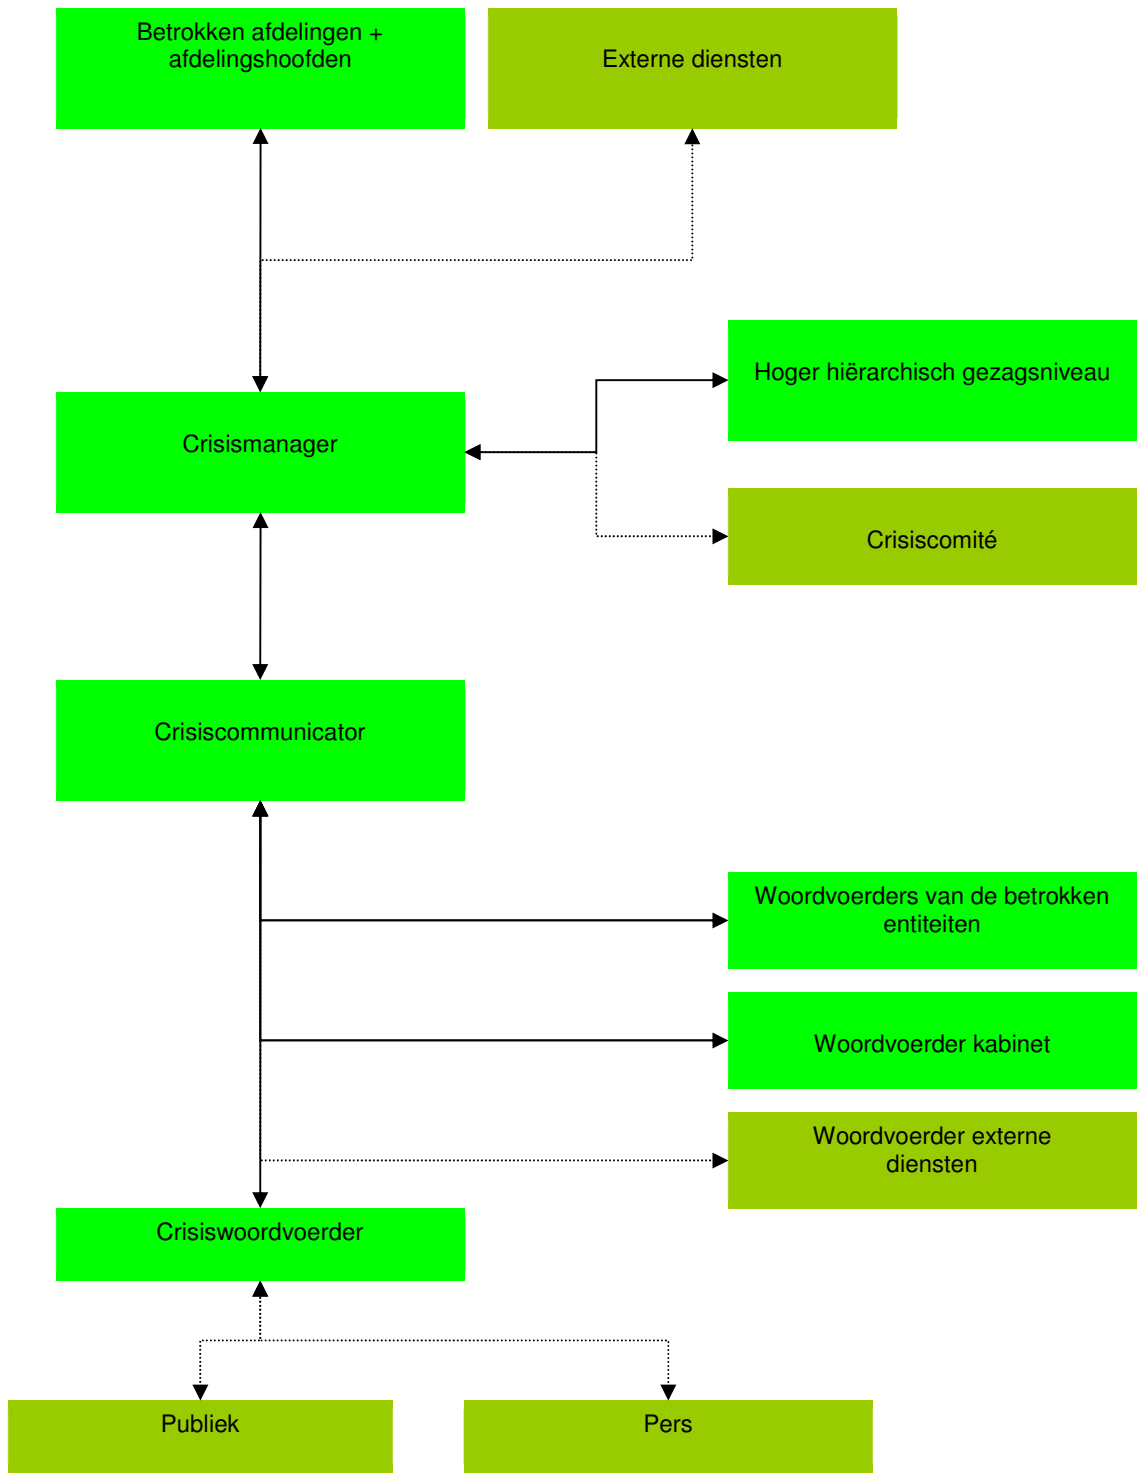 Betrokken afdelingen +
afdelingshoofden
Externe diensten
Hoger hiërarchisch gezagsniveau
Crisismanager
Crisiscomité
Crisiscommunicator
Woordvoerders van de betrokken
entiteiten
Woordvoerder kabinet
Woordvoerder externe
diensten
Crisiswoordvoerder
Publiek
Pers